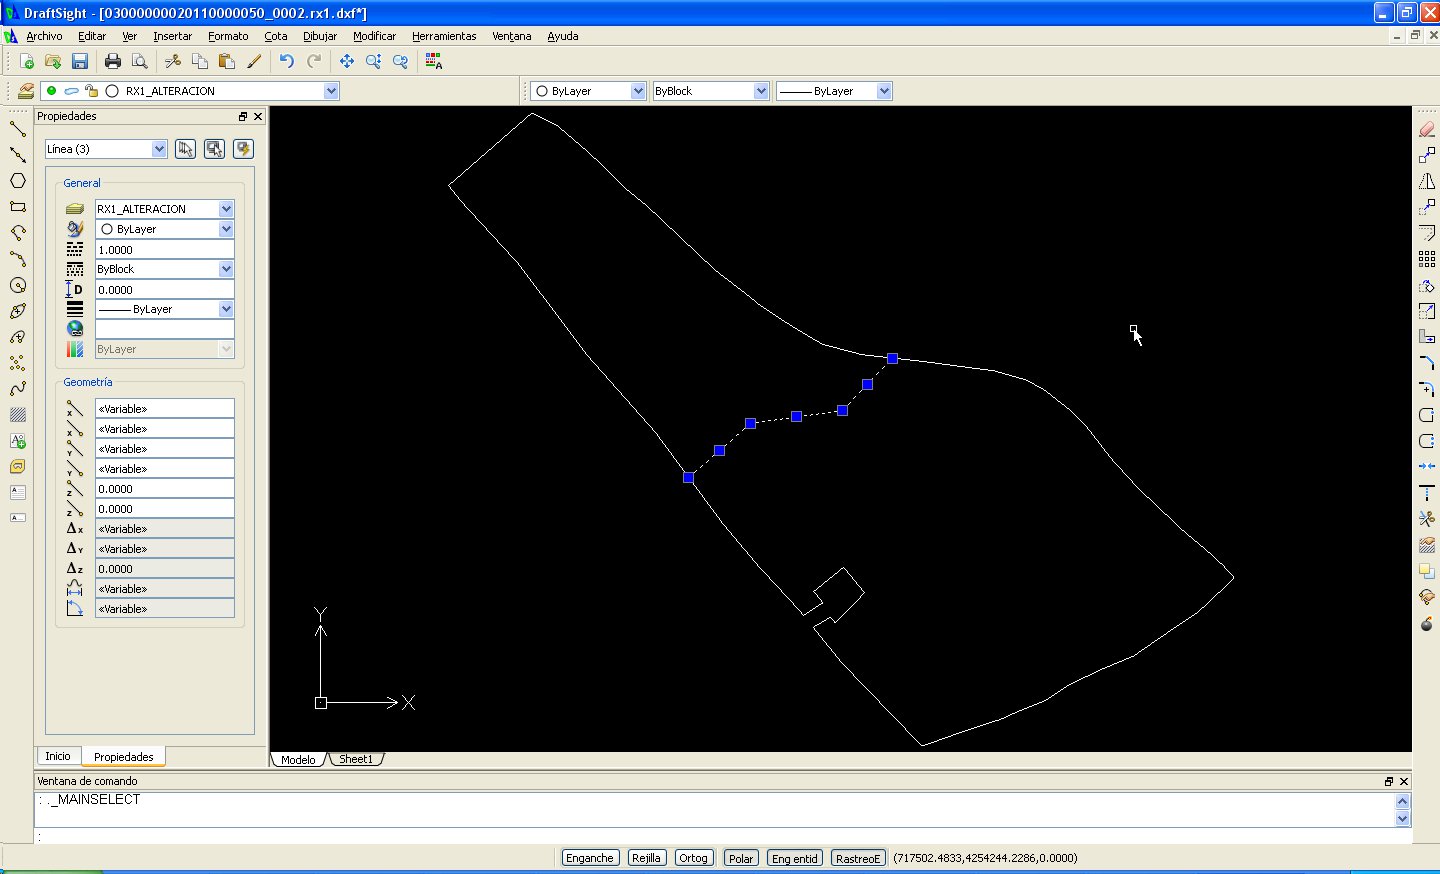 DraftSight - [03000000020110000050_0002.rx1.dxf*]
Archivo Editar Ver Insertar Formato Cota Dibujar Modificar Herramientas Ventana Ayuda
RX1_ALTERACION ByLayer ByBlock ByLayer
Propiedades
Línea (3)
General
RX1_ALTERACION
ByLayer
1.0000
ByBlock
D 0.0000
ByLayer
ByLayer
Geometría
X «Variable»
X «Variable»
Y «Variable»
Y «Variable»
Z 0.0000
Z 0.0000
Δ X «Variable»
Δ Y «Variable»
Δ Z 0.0000
«Variable»
«Variable»
Y
X
Inicio Propiedades
Modelo Sheet1
Ventana de comando
: ._MAINSELECT
:
Enganche Rejilla Ortog Polar Eng entid RastreoE (717502.4833,4254244.2286,0.0000)